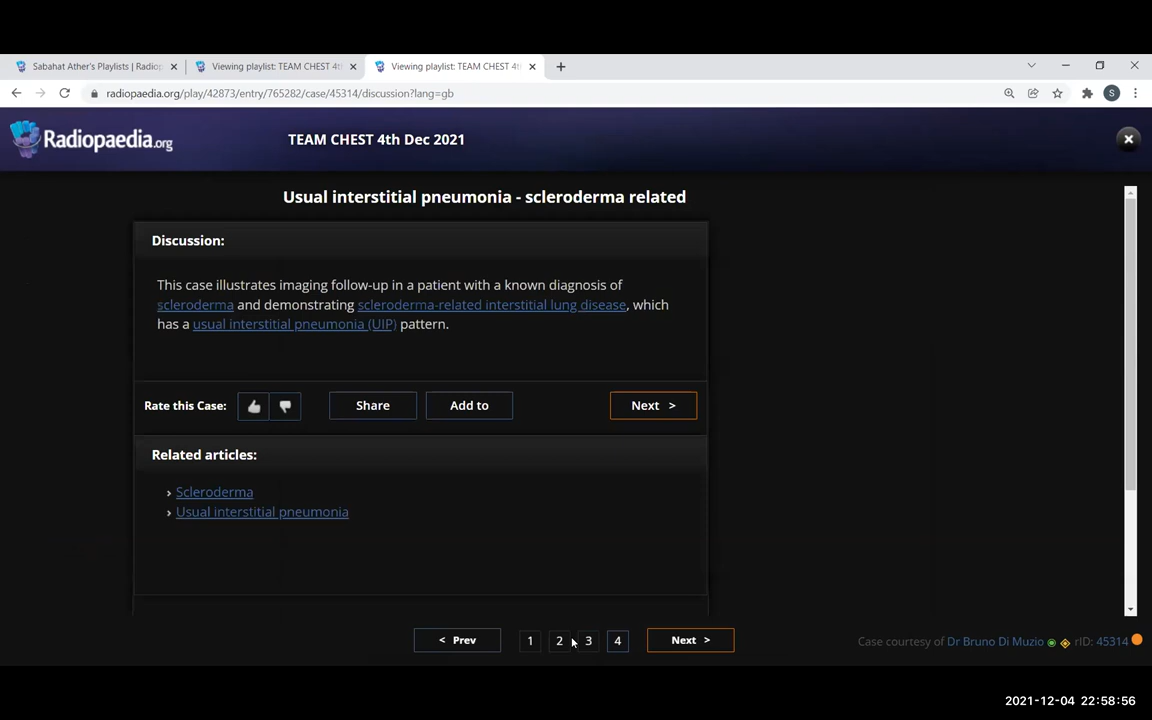 Sabahat Ather's Playlists | Radiop
Viewing playlist: TEAM CHEST 4th
Viewing playlist: TEAM CHEST 4th
radiopaedia.org/play/42873/entry/765282/case/45314/discussion?lang=gb
S
Radiopaedia.org
TEAM CHEST 4th Dec 2021
Usual interstitial pneumonia - scleroderma related
Discussion:
This case illustrates imaging follow-up in a patient with a known diagnosis of
scleroderma and demonstrating scleroderma-related interstitial lung disease, which
has a usual interstitial pneumonia (UIP) pattern.
Rate this Case:
Share
Add to
Next >
Related articles:
› Scleroderma
› Usual interstitial pneumonia
< Prev
1
2
3
4
Next >
Case courtesy of Dr Bruno Di Muzio rID: 45314
2021-12-04 22:58:56